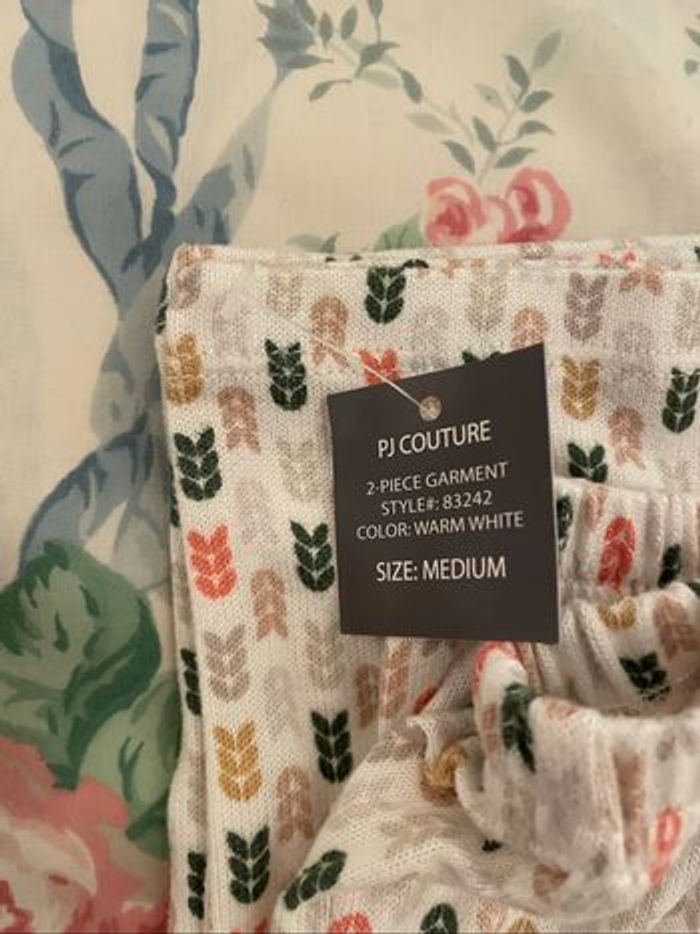 PJ COUTURE
2-PIECE GARMENT
STYLE#: 83242
COLOR: WARM WHITE
SIZE: MEDIUM